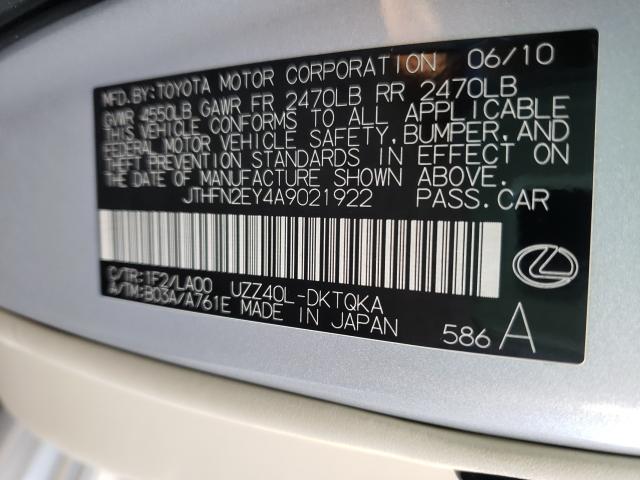 MFD.BY:TOYOTA MOTOR CORPORATION 06/10
GVWR 4550LB GAWR FR 2470LB RR 2470LB
THIS VEHICLE CONFORMS TO ALL APPLICABLE
FEDERAL MOTOR VEHICLE SAFETY,BUMPER,AND
THEFT PREVENTION STANDARDS IN EFFECT ON
THE DATE OF MANUFACTURE SHOWN ABOVE.
JTHFN2EY4A9021922 PASS.CAR
C/TR:1F2/LA00 UZZ40L-DKTQKA
A/TM:B03A/A761E MADE IN JAPAN
586 A